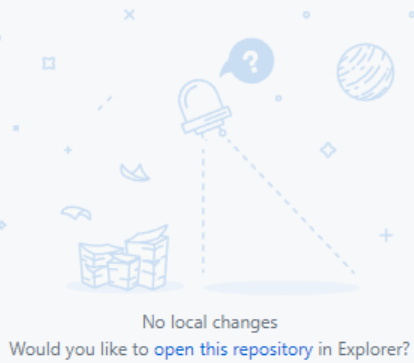 ?
No local changes
Would you like to open this repository in Explorer?